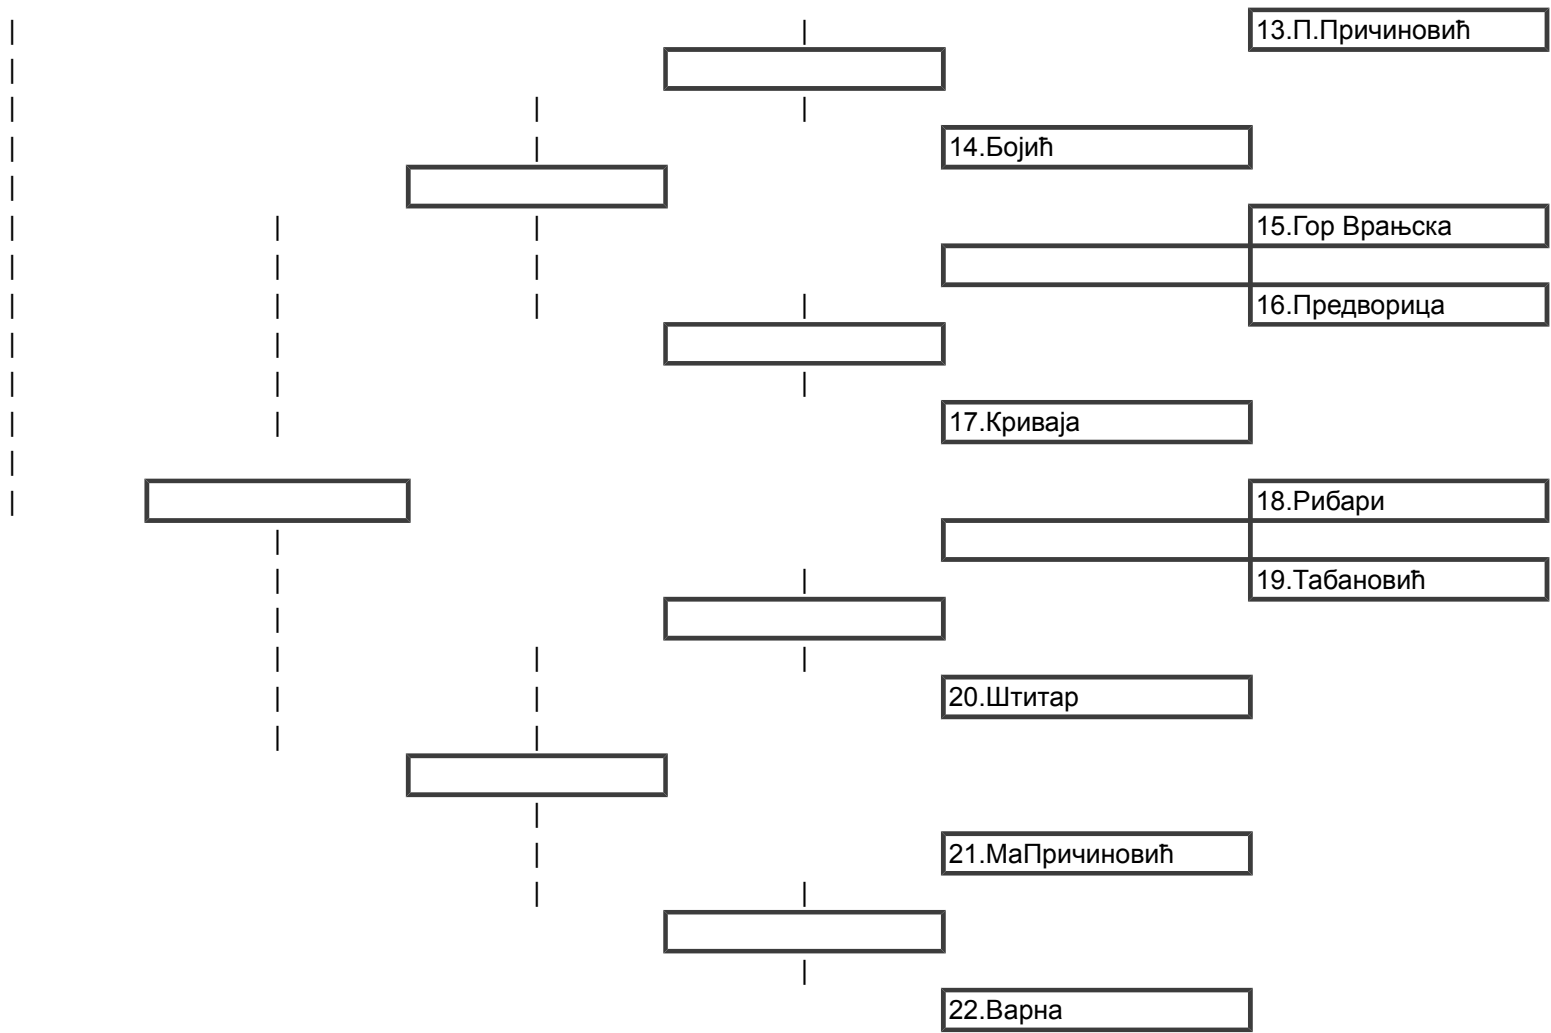 13.П.Причиновић
14.Бојић
15.Гор Врањска
16.Предворица
17.Криваја
18.Рибари
19.Табановић
20.Штитар
21.МаПричиновић
22.Варна